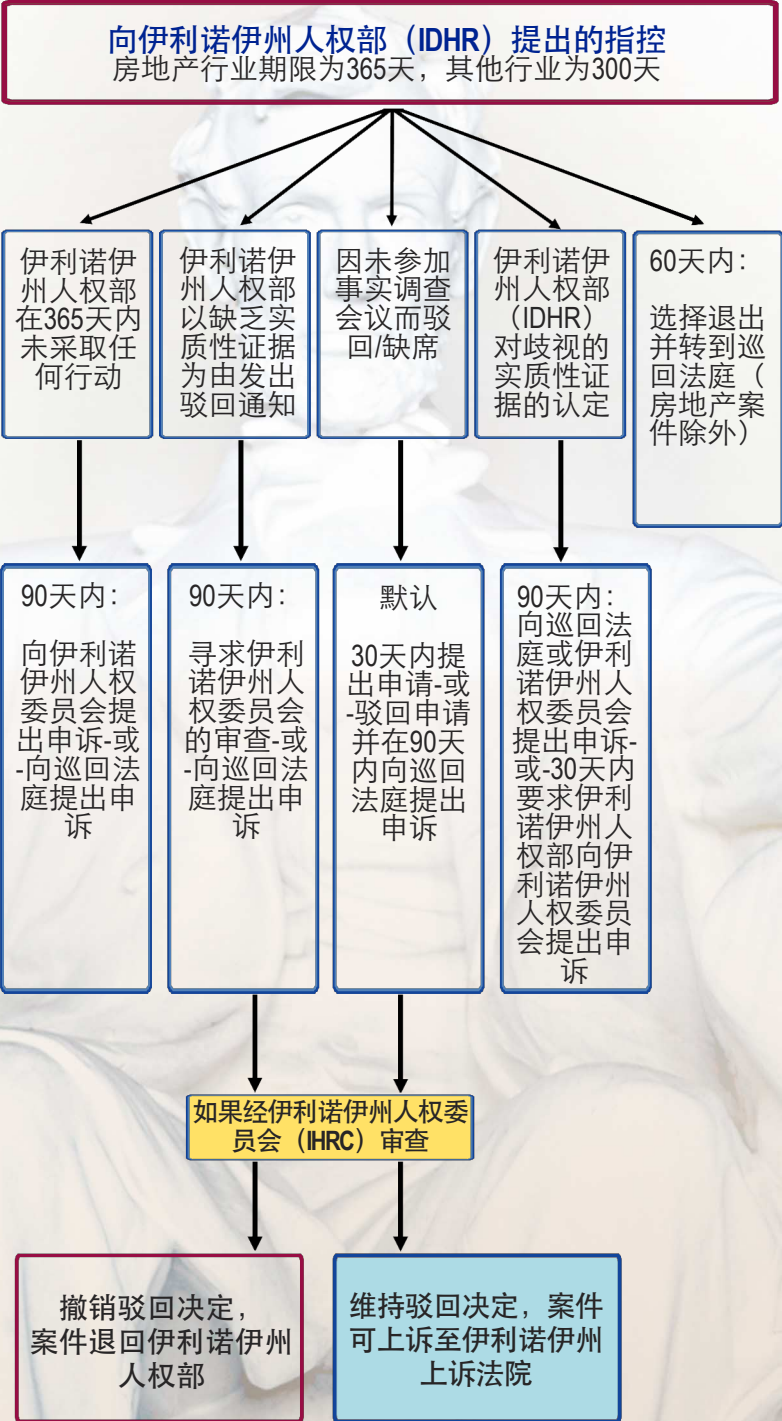 向伊利诺伊州人权部（IDHR）提出的指控
房地产行业期限为365天，其他行业为300天
伊利诺伊
州人权部
在365天内
未采取任
何行动
伊利诺伊
州人权部
以缺乏实
质性证据
为由发出
驳回通知
因未参加
事实调查
会议而驳
回/缺席
伊利诺伊
州人权部
（IDHR）
对歧视的
实质性证
据的认定
60天内：
选择退出
并转到巡
回法庭（
房地产案
件除外）
90天内：
向伊利诺
伊州人权
委员会提
出申诉-或
-向巡回法
庭提出申
诉
90天内：
寻求伊利
诺伊州人
权委员会
的审查-或
-向巡回法
庭提出申
诉
默认
30天内提
出申请-或
-驳回申请
并在90天
内向巡回
法庭提出
申诉
90天内：
向巡回法
庭或伊利
诺伊州人
权委员会
提出申诉-
或-30天内
要求伊利
诺伊州人
权部向伊
利诺伊州
人权委员
会提出申
诉
如果经伊利诺伊州人权委
员会（IHRC）审查
撤销驳回决定，
案件退回伊利诺伊州
人权部
维持驳回决定，案件
可上诉至伊利诺伊州
上诉法院